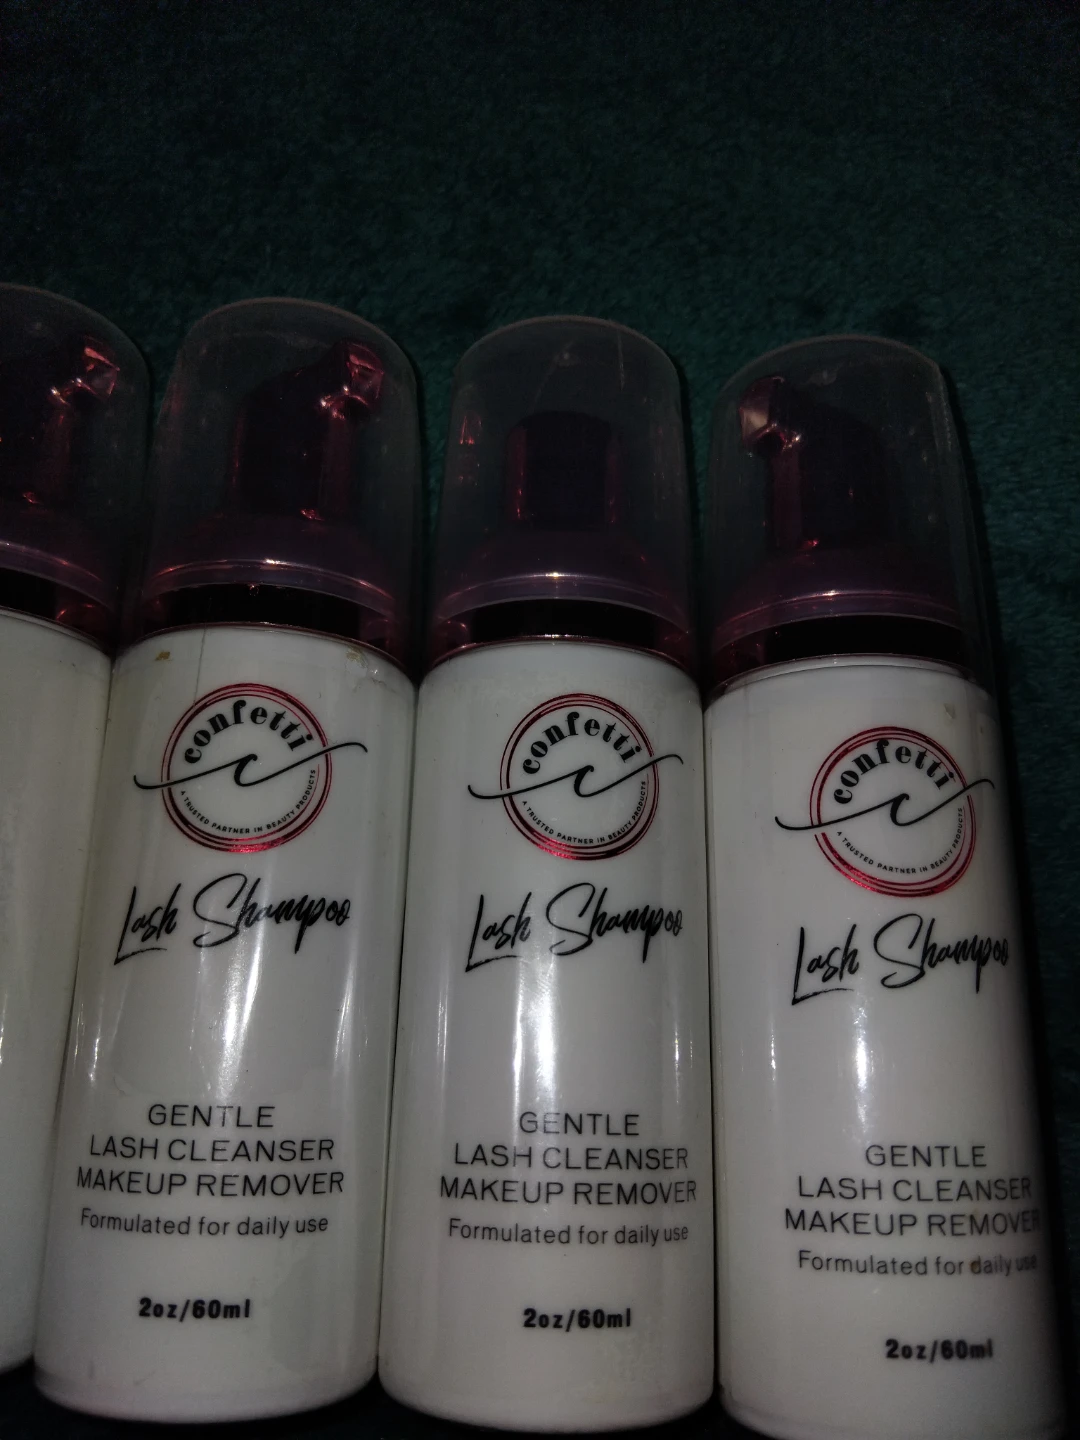 confetti
c
A TRUSTED PARTNER IN BEAUTY PRODUCTS
Lash Shampoo
GENTLE
LASH CLEANSER
MAKEUP REMOVER
Formulated for daily use
2oz/60ml
confetti
c
A TRUSTED PARTNER IN BEAUTY PRODUCTS
Lash Shampoo
GENTLE
LASH CLEANSER
MAKEUP REMOVER
Formulated for daily use
2oz/60ml
confetti
c
A TRUSTED PARTNER IN BEAUTY PRODUCTS
Lash Shampoo
GENTLE
LASH CLEANSER
MAKEUP REMOVER
Formulated for daily use
2oz/60ml